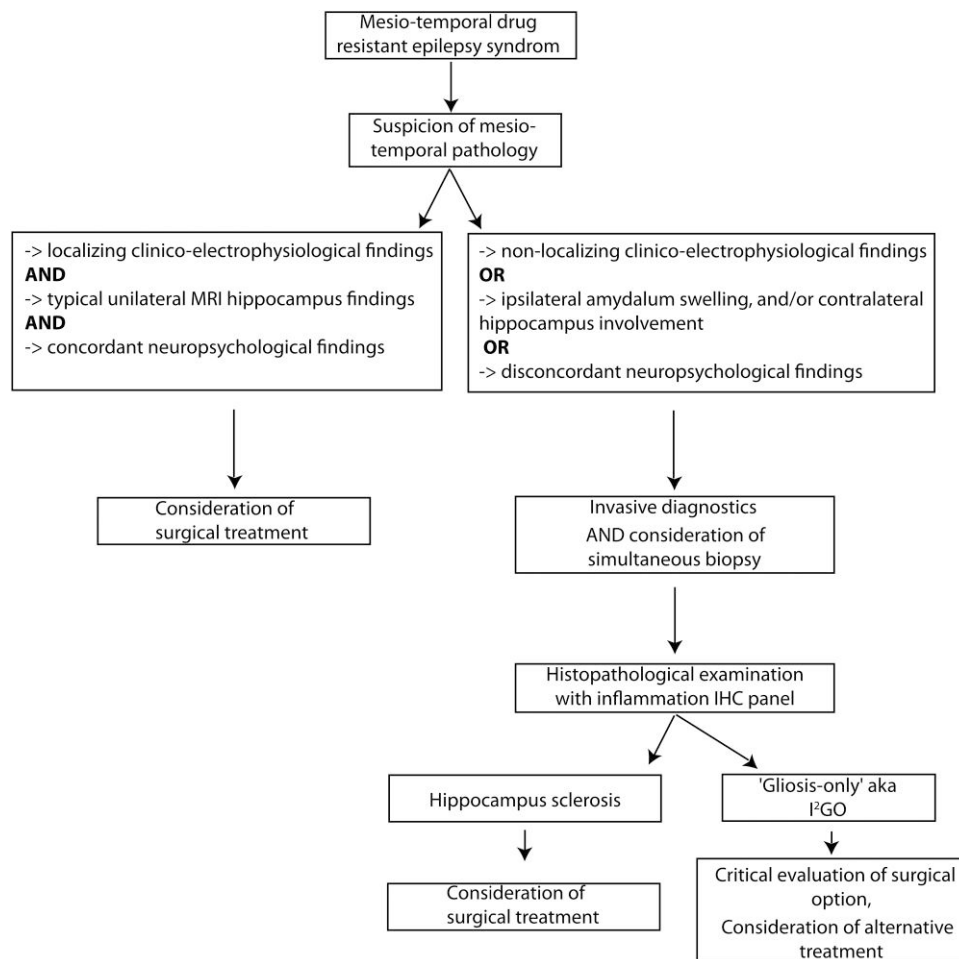 Mesio-temporal drug
resistant epilepsy syndrom
Suspicion of mesio-
temporal pathology
-> localizing clinico-electrophysiological findings
AND
-> typical unilateral MRI hippocampus findings
AND
-> concordant neuropsychological findings
-> non-localizing clinico-electrophysiological findings
OR
-> ipsilateral amydalum swelling, and/or contralateral
hippocampus involvement
OR
-> disconcordant neuropsychological findings
Consideration of
surgical treatment
Invasive diagnostics
AND consideration of
simultaneous biopsy
Histopathological examination
with inflammation IHC panel
Hippocampus sclerosis
'Gliosis-only' aka
I²GO
Consideration of
surgical treatment
Critical evaluation of surgical
option,
Consideration of alternative
treatment